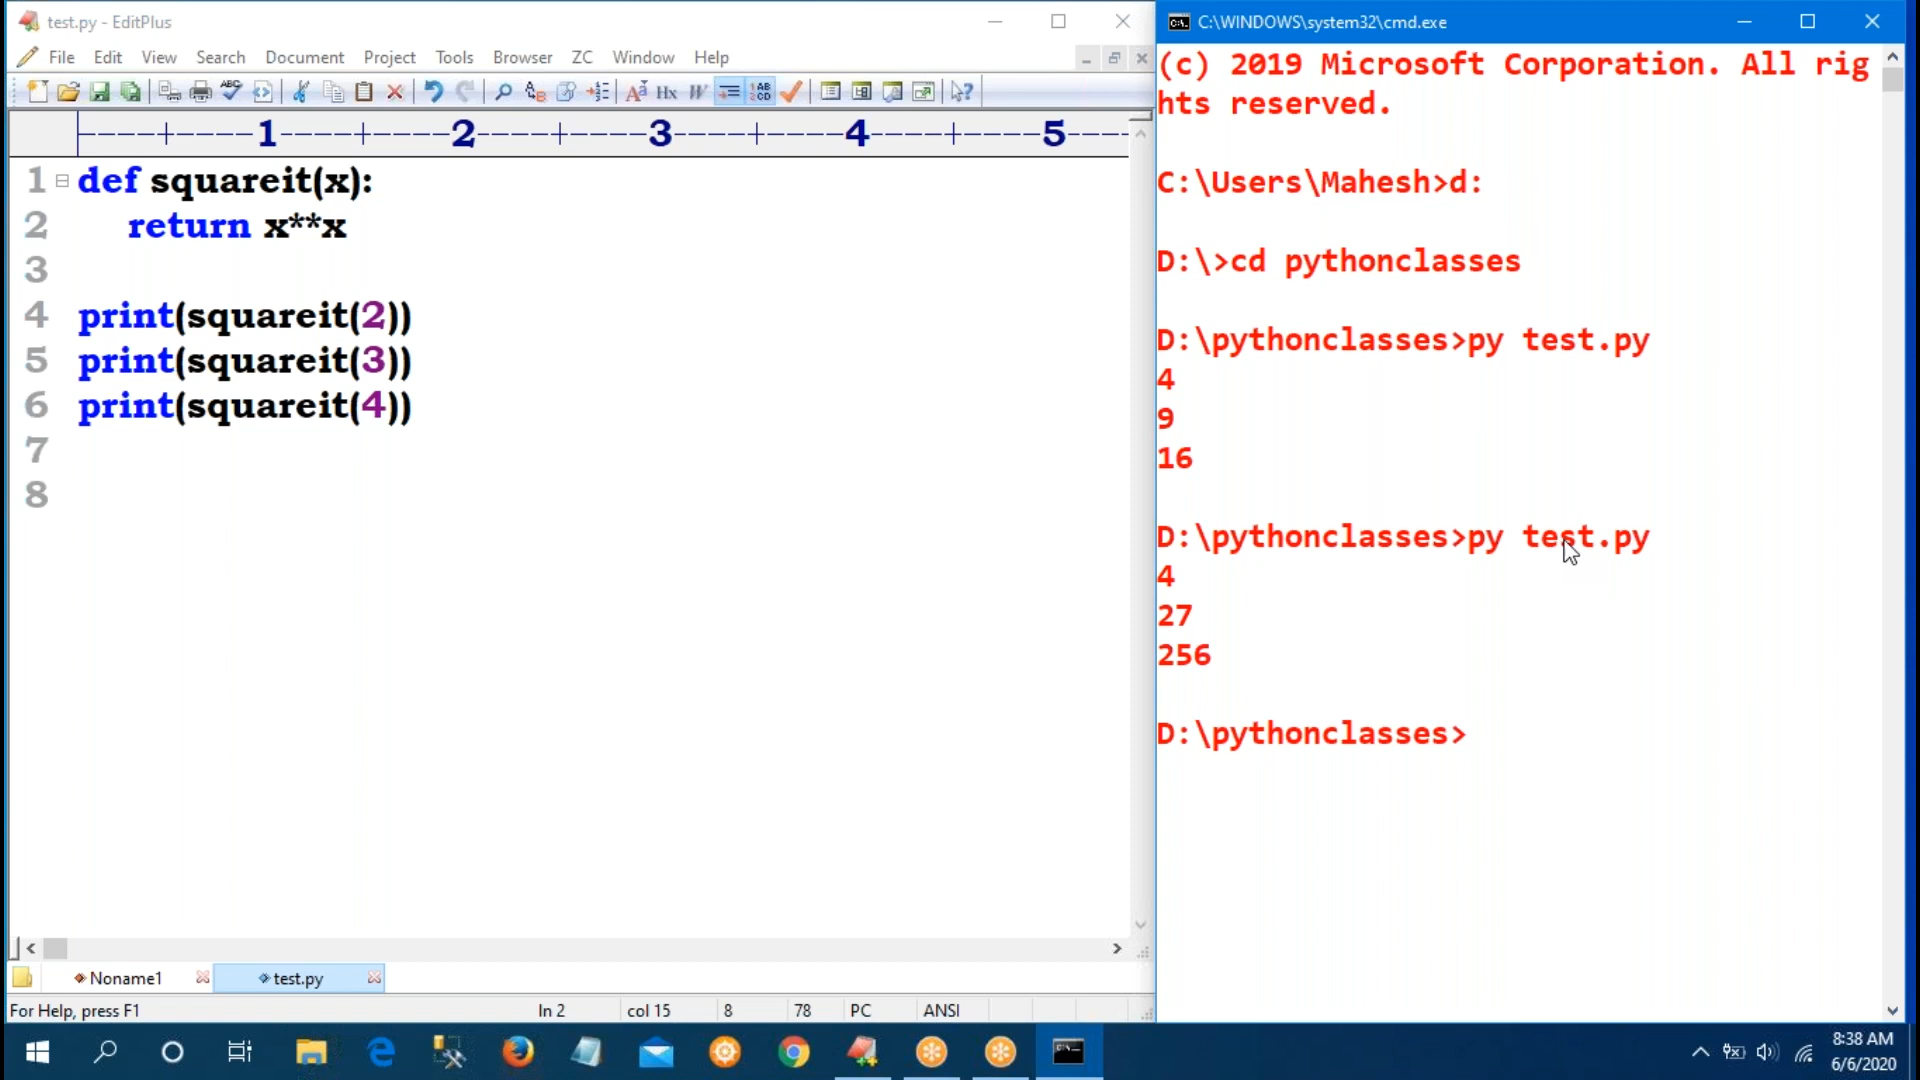 test.py - EditPlus
File Edit View Search Document Project Tools Browser ZC Window Help
----+----1----+----2----+----3----+----4----+----5----
1 def squareit(x):
2 return x**x
3
4 print(squareit(2))
5 print(squareit(3))
6 print(squareit(4))
7
8
Noname1 test.py
For Help, press F1 ln 2 col 15 8 78 PC ANSI
C:\WINDOWS\system32\cmd.exe
(c) 2019 Microsoft Corporation. All rig
hts reserved.
C:\Users\Mahesh>d:
D:\>cd pythonclasses
D:\pythonclasses>py test.py
4
9
16
D:\pythonclasses>py test.py
4
27
256
D:\pythonclasses>
8:38 AM
6/6/2020